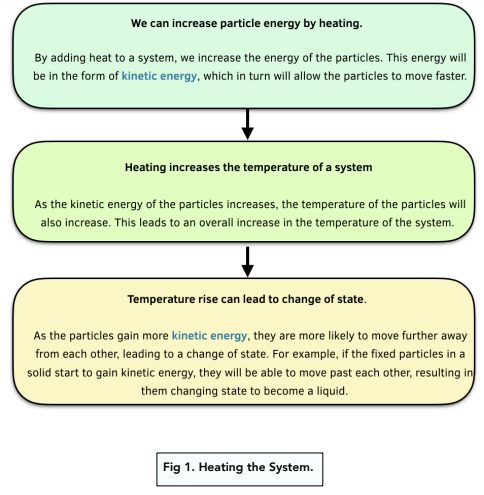 We can increase particle energy by heating.
By adding heat to a system, we increase the energy of the particles. This energy will
be in the form of kinetic energy, which in turn will allow the particles to move faster.
Heating increases the temperature of a system
As the kinetic energy of the particles increases, the temperature of the particles will
also increase. This leads to an overall increase in the temperature of the system.
Temperature rise can lead to change of state.
As the particles gain more kinetic energy, they are more likely to move further away
from each other, leading to a change of state. For example, if the fixed particles in a
solid start to gain kinetic energy, they will be able to move past each other, resulting in
them changing state to become a liquid.
Fig 1. Heating the System.